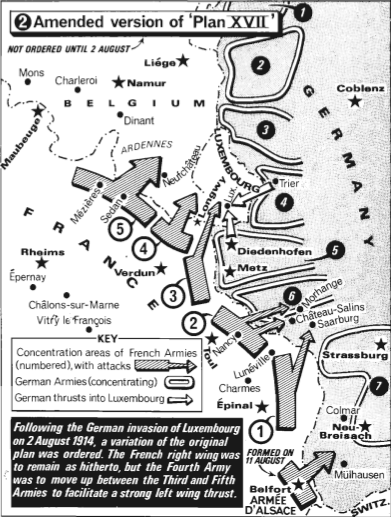 2 Amended version of 'Plan XVII'
NOT ORDERED UNTIL 2 AUGUST
1
Liége
2
Mons
Charleroi
Namur
Coblenz
BELGIUM
Dinant
Maubeuge
3
GERMANY
ARDENNES
LUXEMBOURG
Neufchâteau
Trier
Mézières
Sedan
Longwy
Lux.
4
5
4
FRANCE
Diedenhofen
5
Rheims
Verdun
Metz
Épernay
3
6
Morhange
Châlons-sur-Marne
2
Château-Salins
Vitry le François
Saarburg
Toul
Nancy
KEY
Concentration areas of French Armies
(numbered), with attacks
German Armies (concentrating)
German thrusts into Luxembourg
Strassburg
Lunéville
Charmes
7
Épinal
1
Colmar
Neu-
Breisach
Following the German invasion of Luxembourg
on 2 August 1914, a variation of the original
plan was ordered. The French right wing was
to remain as hitherto, but the Fourth Army
was to move up between the Third and Fifth
Armies to facilitate a strong left wing thrust.
FORMED ON
11 AUGUST
Mülhausen
Belfort
ARMÉE
D'ALSACE
SWITZ.